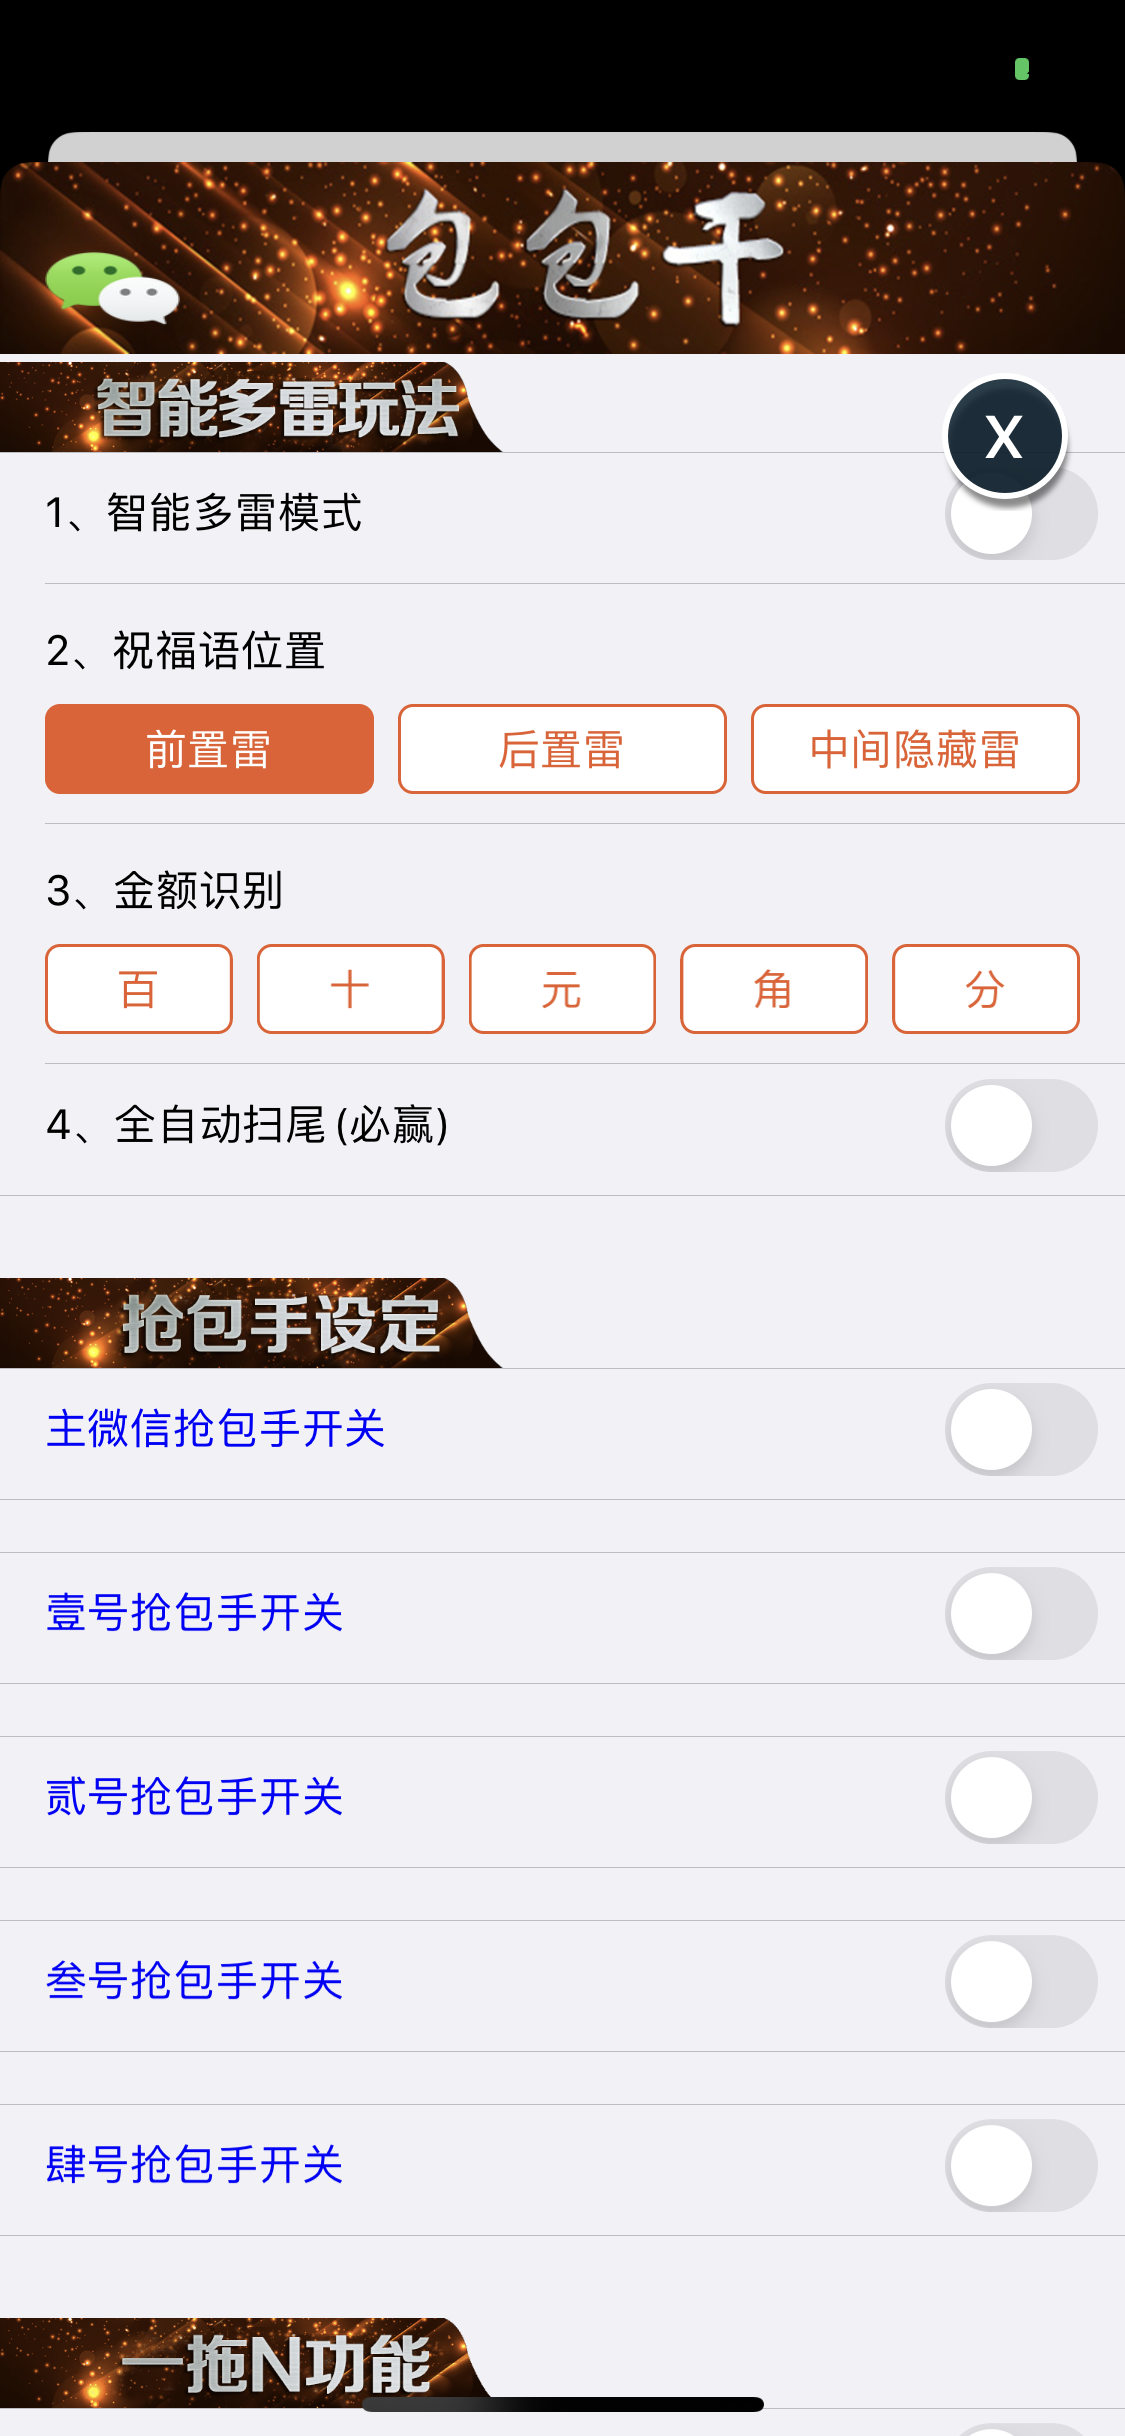 包包干
智能多雷玩法
X
1、智能多雷模式
2、祝福语位置
前置雷 后置雷 中间隐藏雷
3、金额识别
百 十 元 角 分
4、全自动扫尾(必赢)
抢包手设定
主微信抢包手开关
壹号抢包手开关
贰号抢包手开关
叁号抢包手开关
肆号抢包手开关
一拖N功能